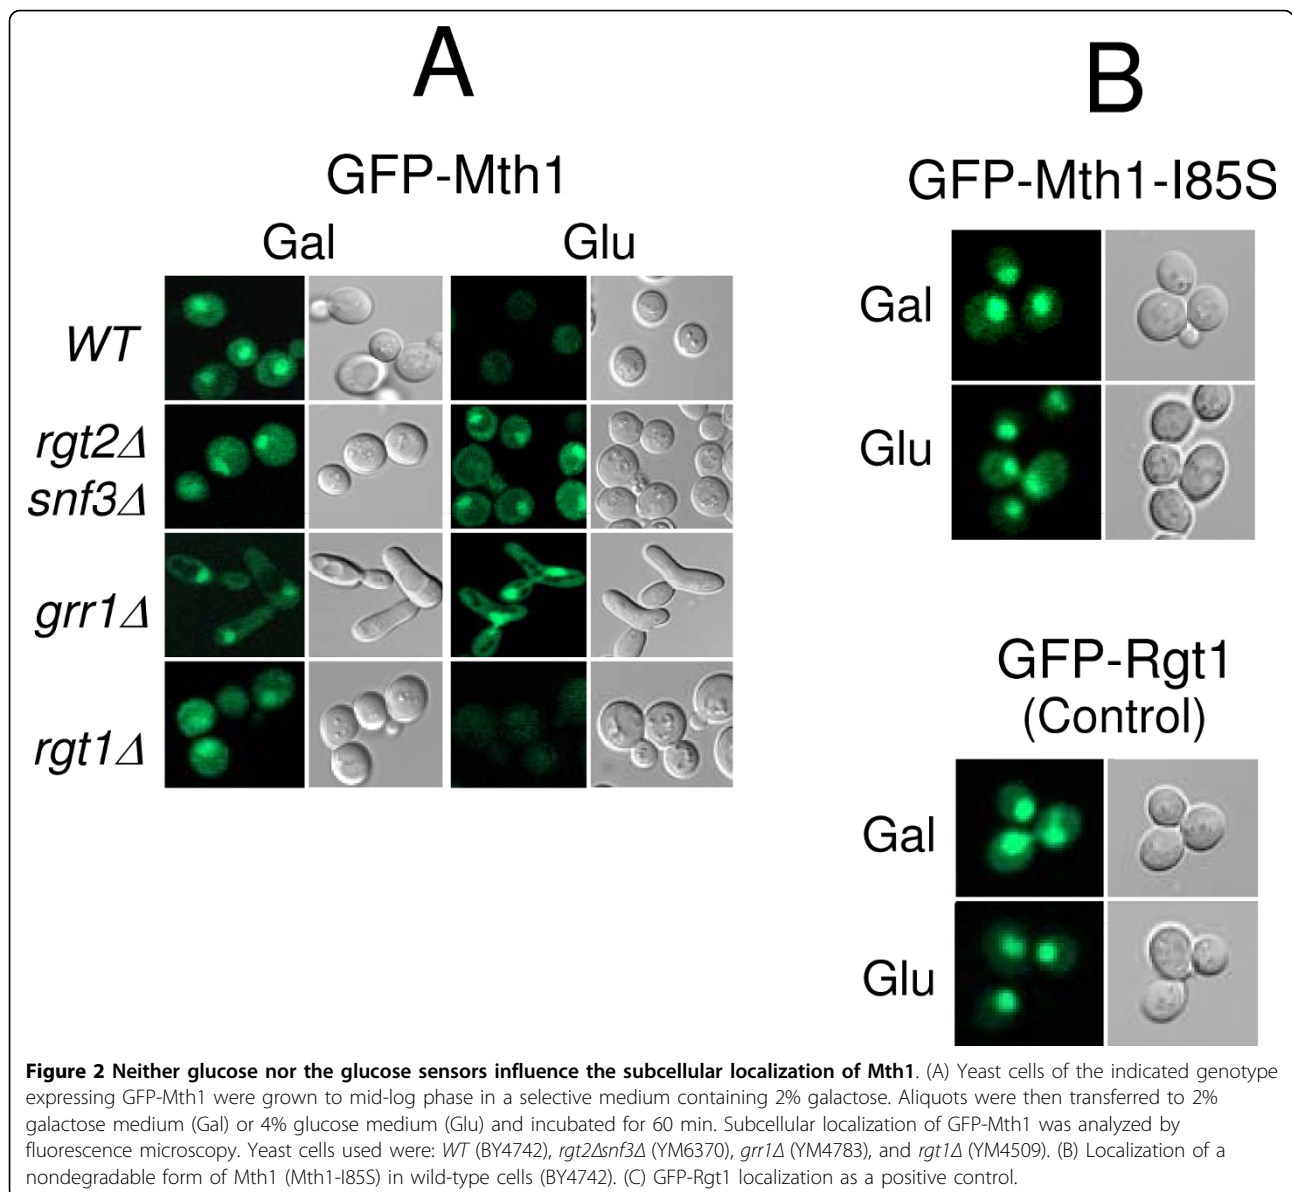 A
GFP-Mth1
Gal Glu
WT
rgt2Δ
snf3Δ
grr1Δ
rgt1Δ
B
GFP-Mth1-I85S
Gal
Glu
GFP-Rgt1
(Control)
Gal
Glu
Figure 2 Neither glucose nor the glucose sensors influence the subcellular localization of Mth1. (A) Yeast cells of the indicated genotype
expressing GFP-Mth1 were grown to mid-log phase in a selective medium containing 2% galactose. Aliquots were then transferred to 2%
galactose medium (Gal) or 4% glucose medium (Glu) and incubated for 60 min. Subcellular localization of GFP-Mth1 was analyzed by
fluorescence microscopy. Yeast cells used were: WT (BY4742), rgt2Δsnf3Δ (YM6370), grr1Δ (YM4783), and rgt1Δ (YM4509). (B) Localization of a
nondegradable form of Mth1 (Mth1-I85S) in wild-type cells (BY4742). (C) GFP-Rgt1 localization as a positive control.